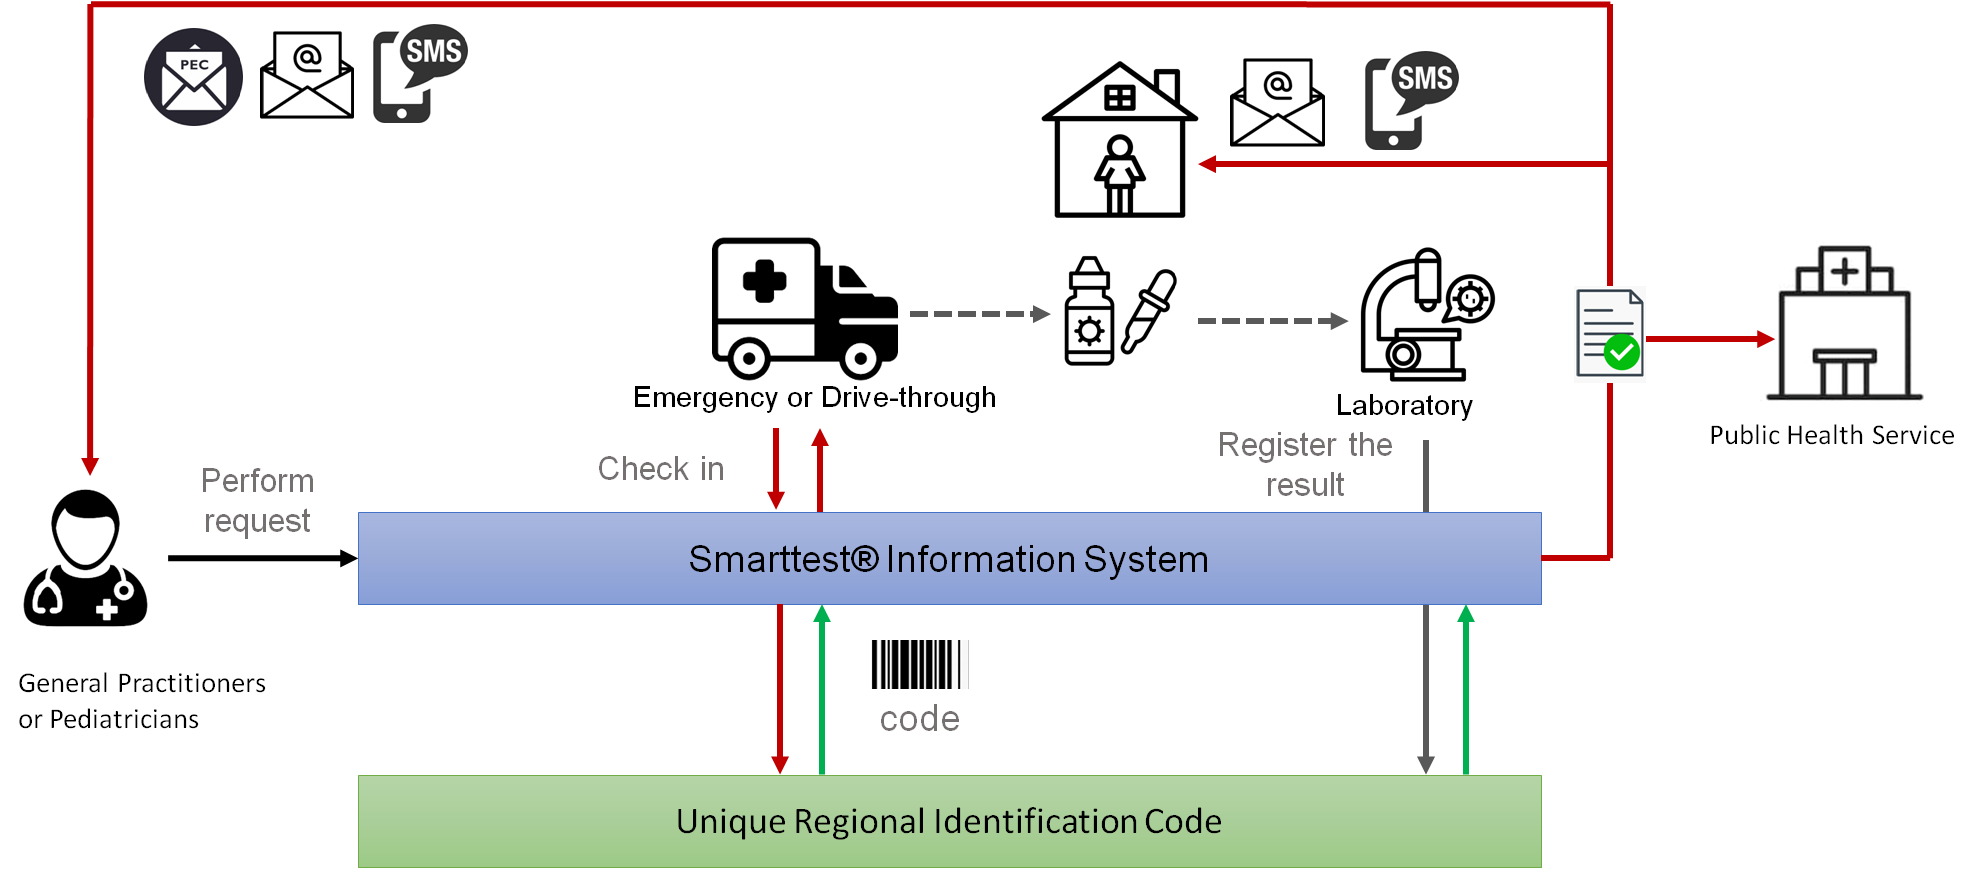 PEC
@
SMS
@
SMS
Emergency or Drive-through
Laboratory
Public Health Service
Check in
Register the
result
Perform
request
Smarttest® Information System
General Practitioners
or Pediatricians
code
Unique Regional Identification Code